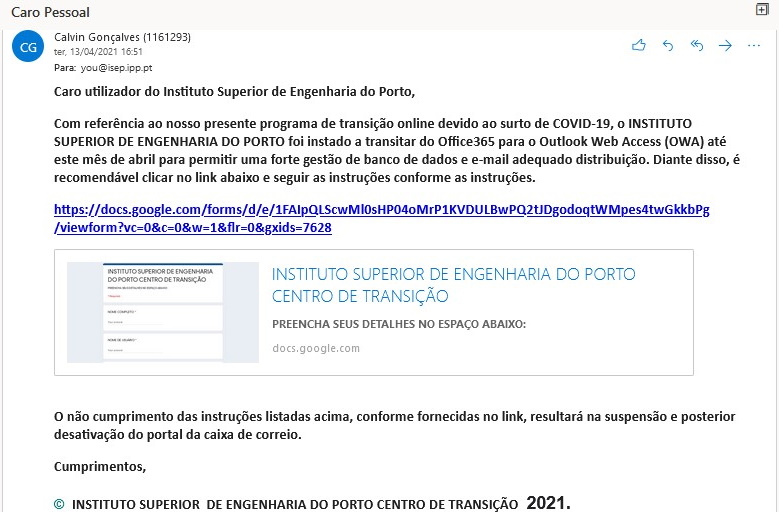 Caro Pessoal
CG
Calvin Gonçalves (1161293)
ter, 13/04/2021 16:51
Para: you@isep.ipp.pt
Caro utilizador do Instituto Superior de Engenharia do Porto,
Com referência ao nosso presente programa de transição online devido ao surto de COVID-19, o INSTITUTO
SUPERIOR DE ENGENHARIA DO PORTO foi instado a transitar do Office365 para o Outlook Web Access (OWA) até
este mês de abril para permitir uma forte gestão de banco de dados e e-mail adequado distribuição. Diante disso, é
recomendável clicar no link abaixo e seguir as instruções conforme as instruções.
https://docs.google.com/forms/d/e/1FAIpQLScwMl0sHP04oMrP1KVDULBwPQ2tJDgodoqtWMpes4twGkkbPg
/viewform?vc=0&c=0&w=1&flr=0&gxids=7628
INSTITUTO SUPERIOR DE ENGENHARIA
DO PORTO CENTRO DE TRANSIÇÃO
PREENCHA SEUS DETALHES NO ESPAÇO ABAIXO:
NOME COMPLETO *
NOME DE USUÁRIO *
INSTITUTO SUPERIOR DE ENGENHARIA DO PORTO
CENTRO DE TRANSIÇÃO
PREENCHA SEUS DETALHES NO ESPAÇO ABAIXO:
docs.google.com
O não cumprimento das instruções listadas acima, conforme fornecidas no link, resultará na suspensão e posterior
desativação do portal da caixa de correio.
Cumprimentos,
© INSTITUTO SUPERIOR DE ENGENHARIA DO PORTO CENTRO DE TRANSIÇÃO 2021.